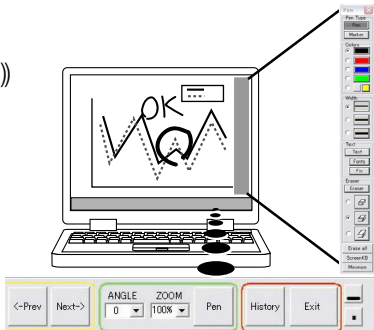 Pen
Pen Type
Pen
Marker
Colors
Width
Text
Text
Fonts
Fix
Eraser
Eraser
Erase all
ScreenKB
Minimize
))
OK
<-Prev
Next->
ANGLE
0
ZOOM
100%
Pen
History
Exit